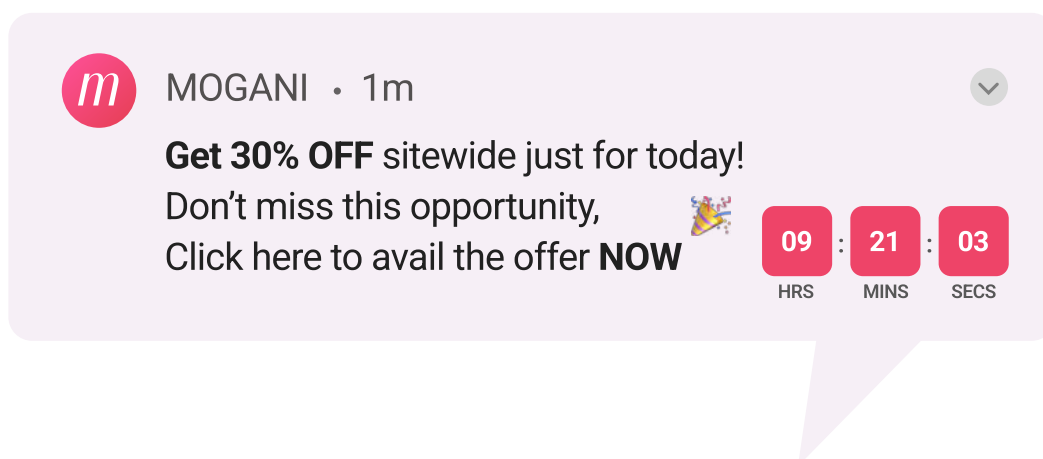 m
MOGANI • 1m
Get 30% OFF sitewide just for today!
Don’t miss this opportunity,
Click here to avail the offer NOW
09 : 21 : 03
HRS MINS SECS